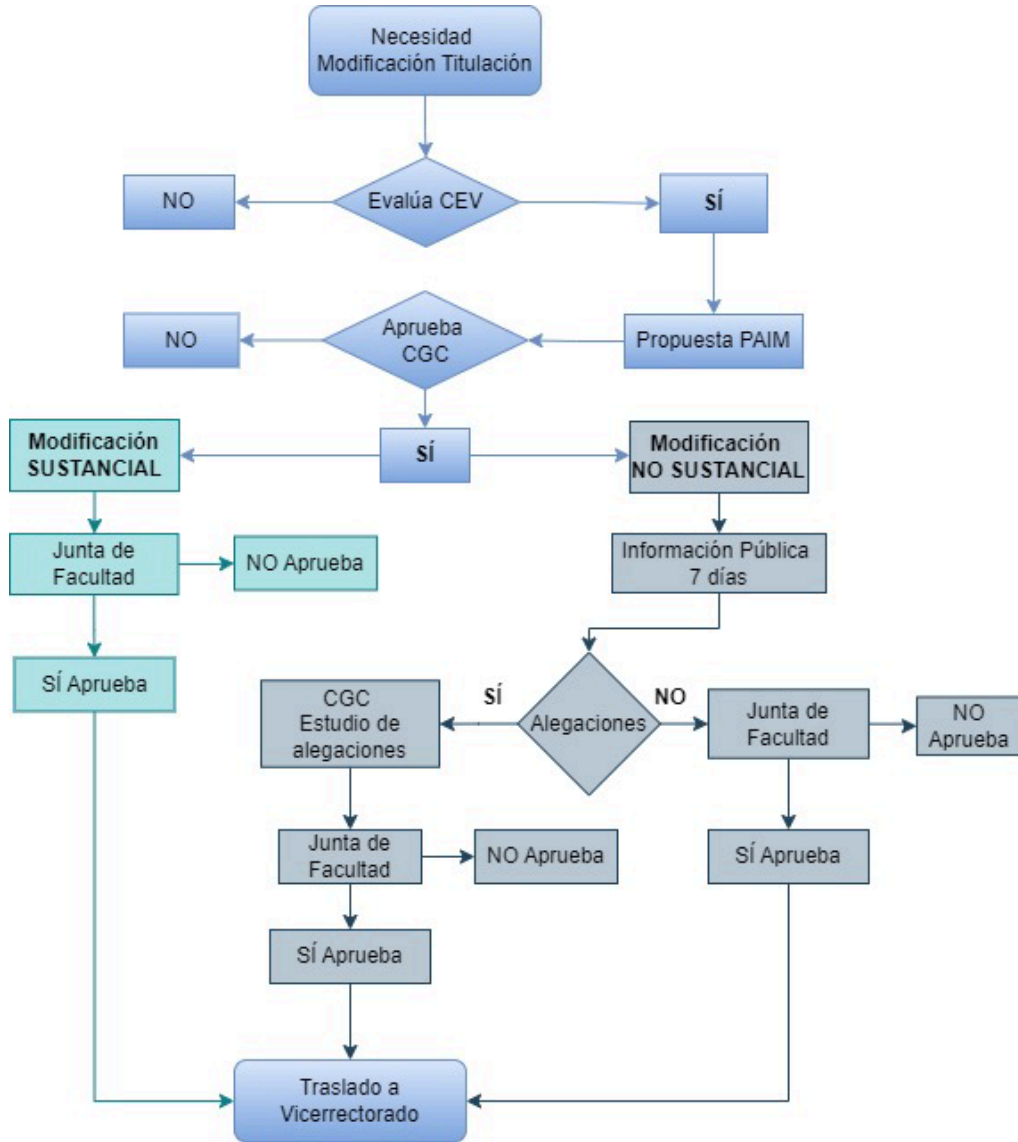 Necesidad
Modificación Titulación
NO
Evalúa CEV
SÍ
NO
Aprueba
CGC
Propuesta PAIM
Modificación
SUSTANCIAL
SÍ
Modificación
NO SUSTANCIAL
Junta de
Facultad
NO Aprueba
Información Pública
7 días
SÍ Aprueba
CGC
Estudio de
alegaciones
SÍ
Alegaciones
NO
Junta de
Facultad
NO
Aprueba
Junta de
Facultad
NO Aprueba
SÍ Aprueba
SÍ Aprueba
Traslado a
Vicerrectorado